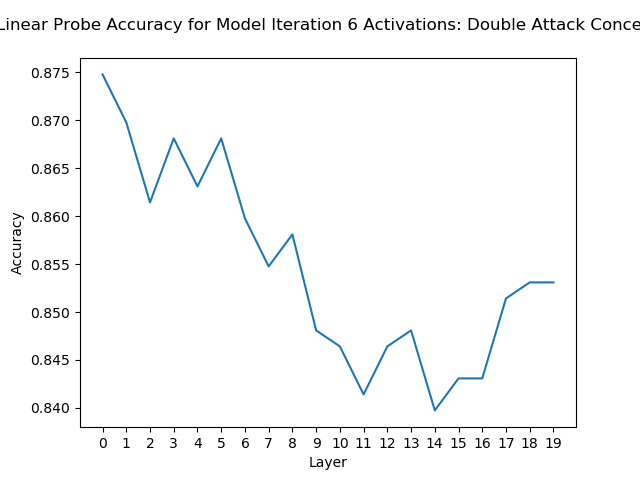 Linear Probe Accuracy for Model Iteration 6 Activations: Double Attack Conce
0.875
0.870
0.865
0.860
0.855
0.850
0.845
0.840
Accuracy
0 1 2 3 4 5 6 7 8 9 10 11 12 13 14 15 16 17 18 19
Layer